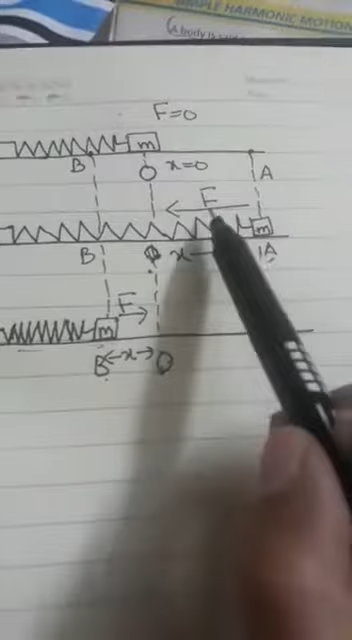 SIMPLE HARMONIC MOTION
(A body is
F=0
m
B O x=0 A
F
m
B O x A
F
m
B x O